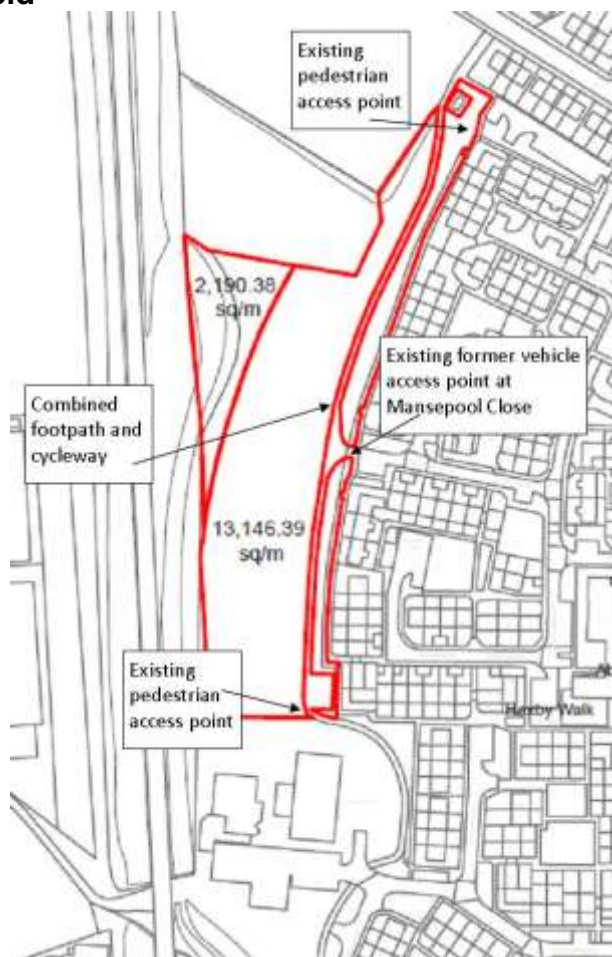 Existing
pedestrian
access point
2,190.38
sq/m
Existing former vehicle
access point at
Mansepool Close
Combined
footpath and
cycleway
13,146.39
sq/m
Existing
pedestrian
access point
Haxby Walk